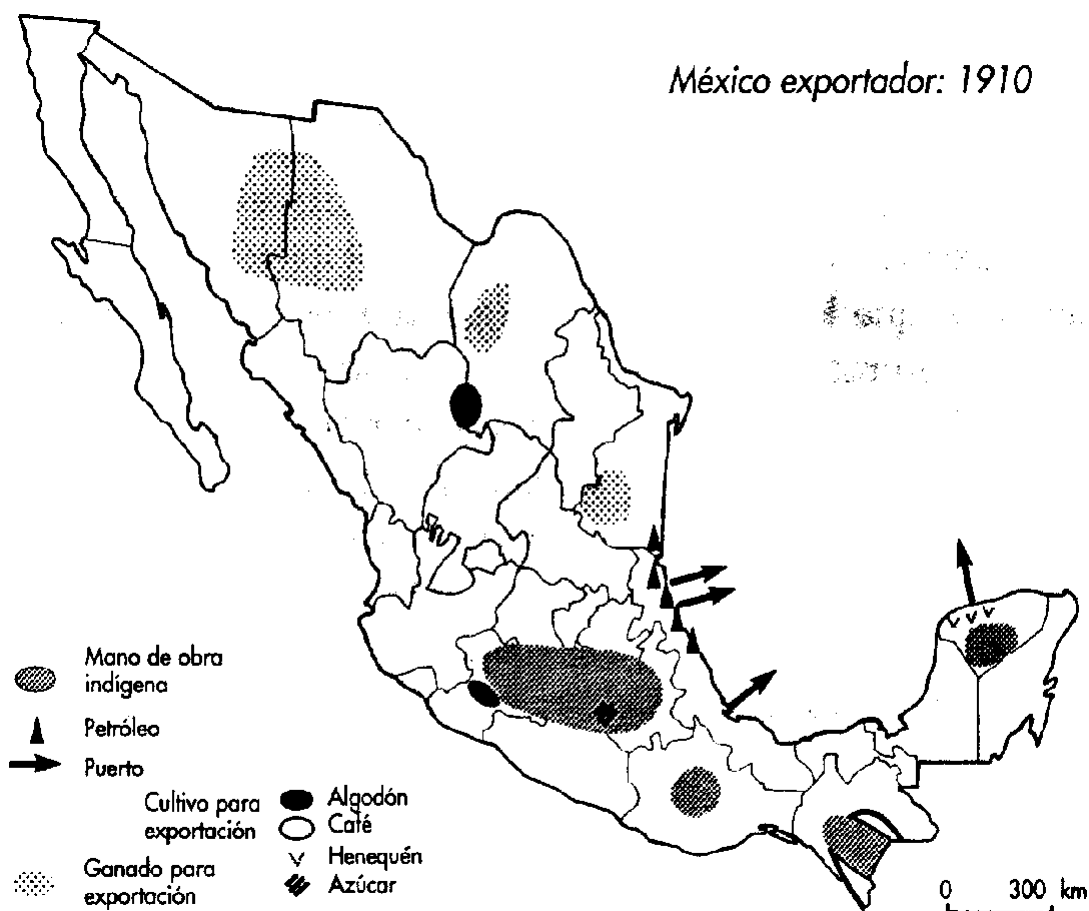 México exportador: 1910
Mano de obra
indígena
Petróleo
Puerto
Cultivo para
exportación
Algodón
Café
Henequén
Azúcar
Ganado para
exportación
0 300 km